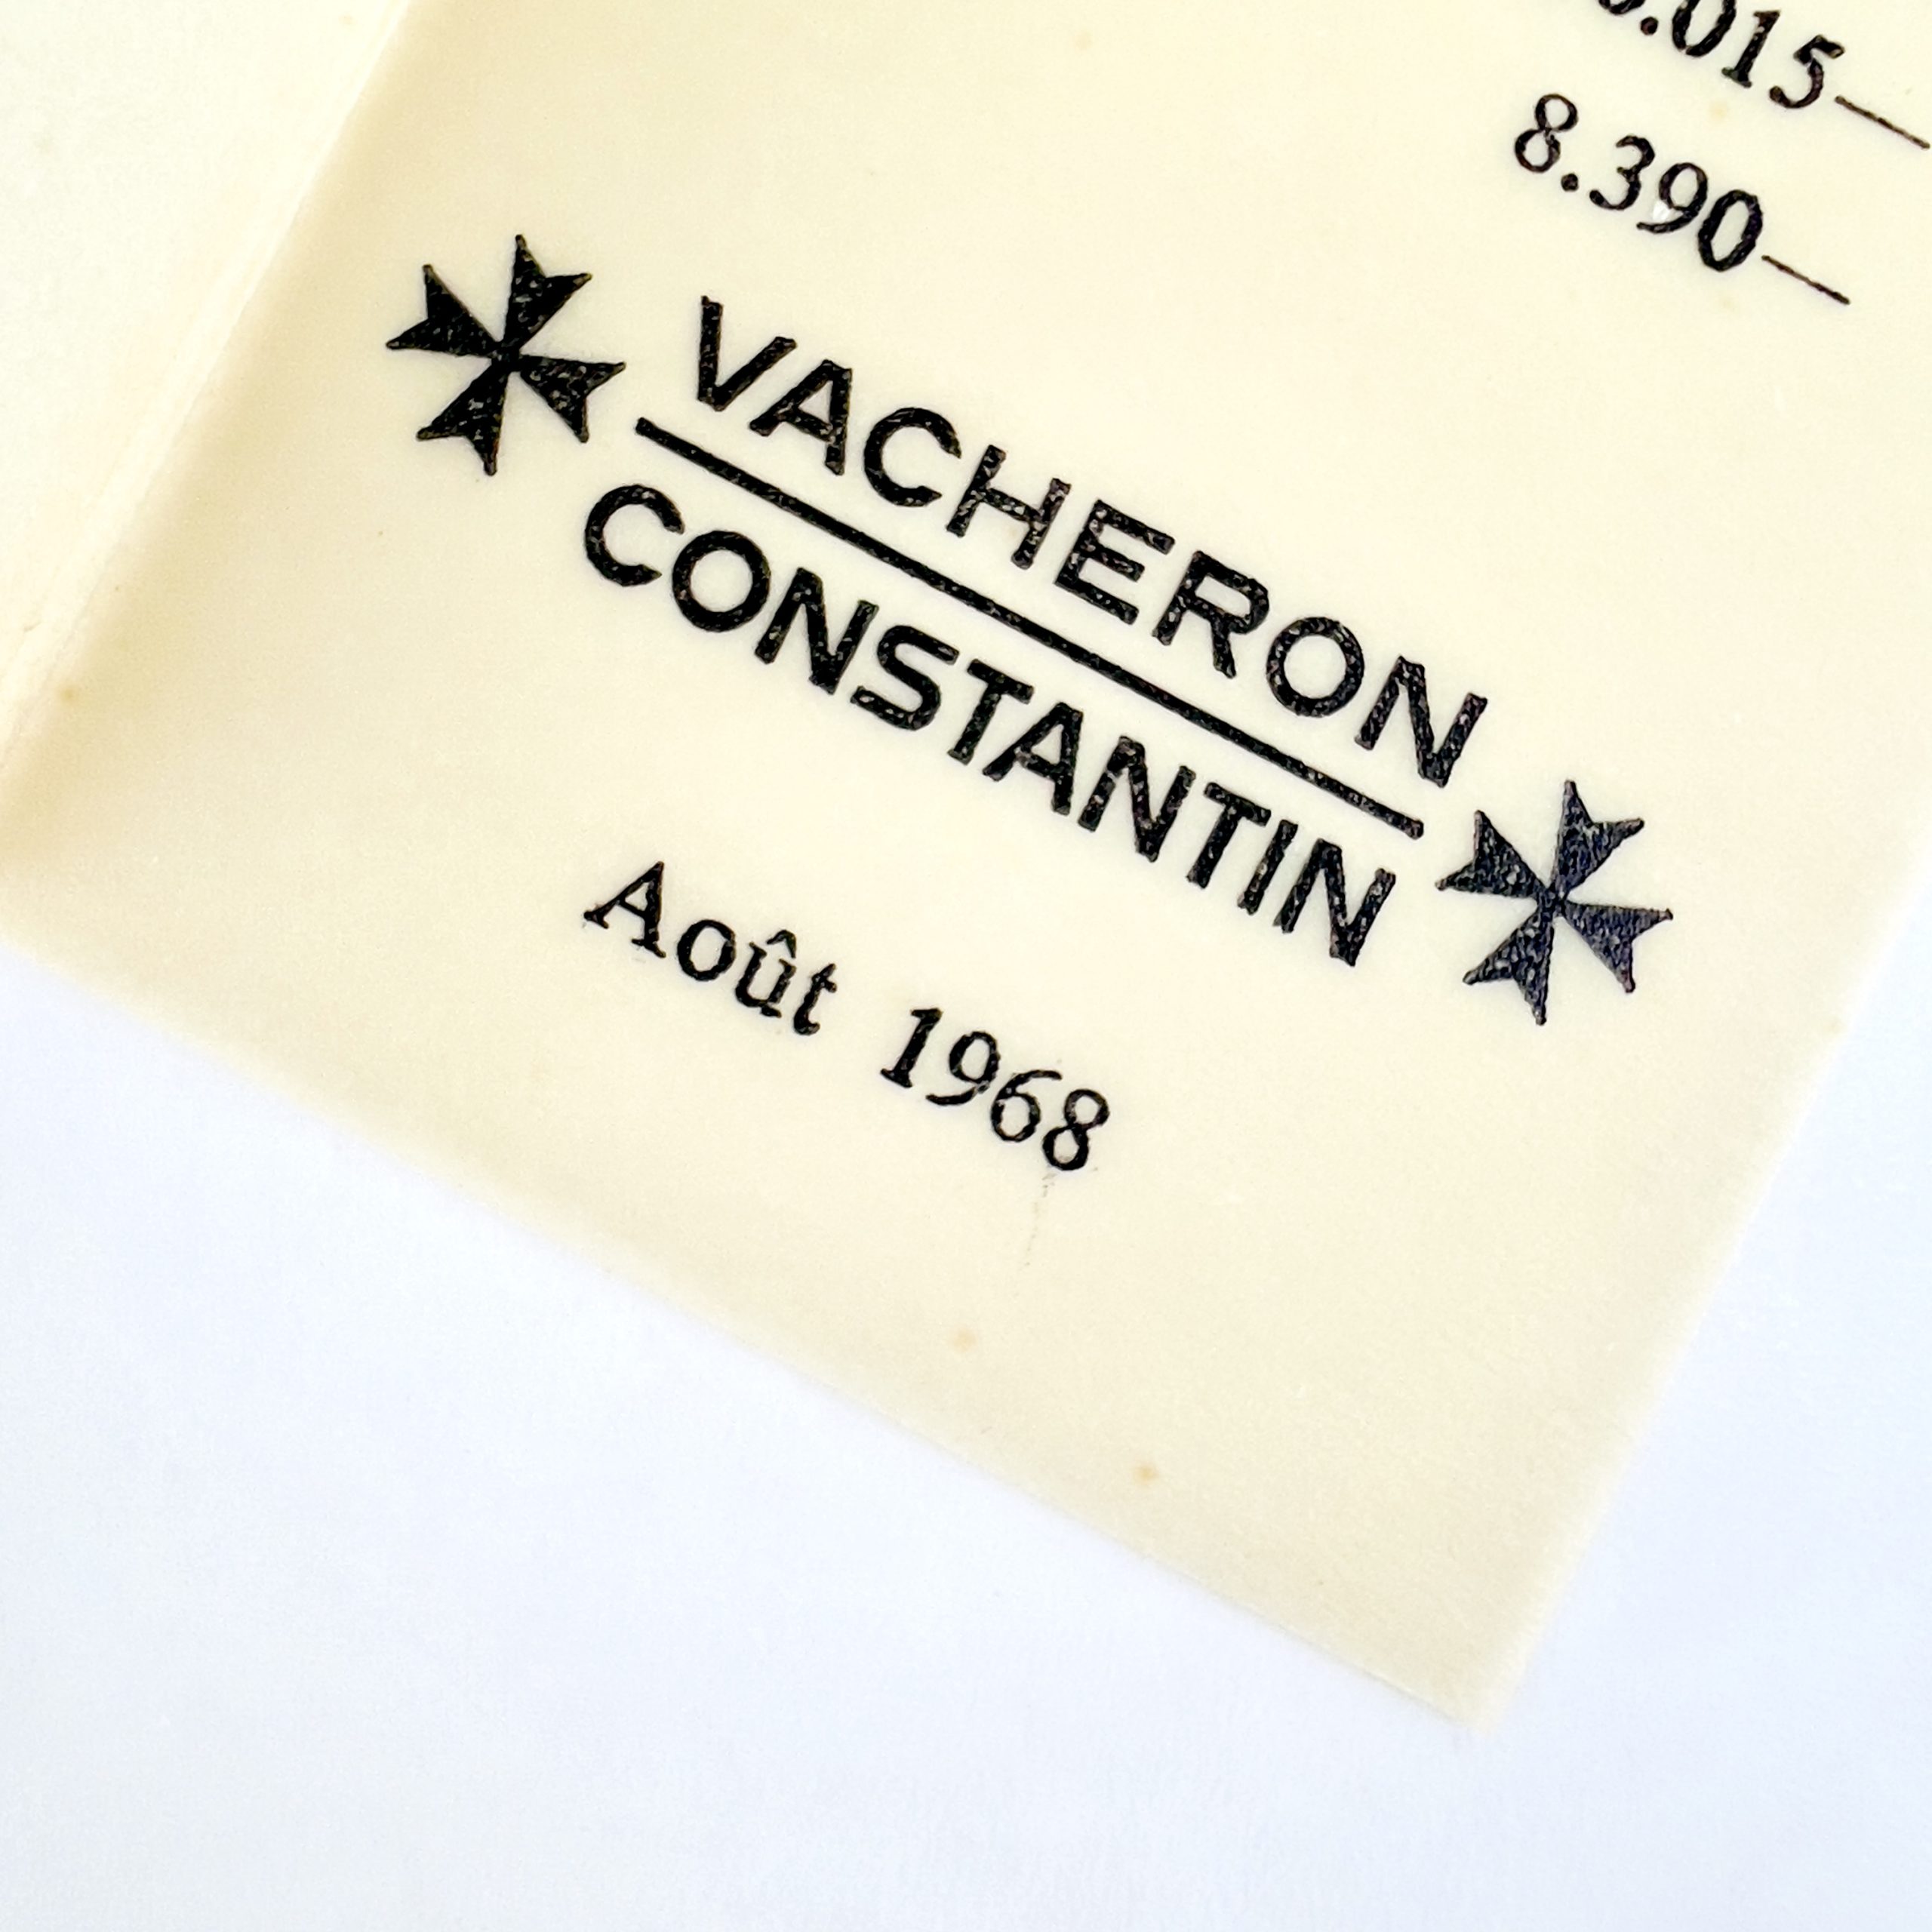 .015—
8.390—
VACHERON
CONSTANTIN
Août 1968